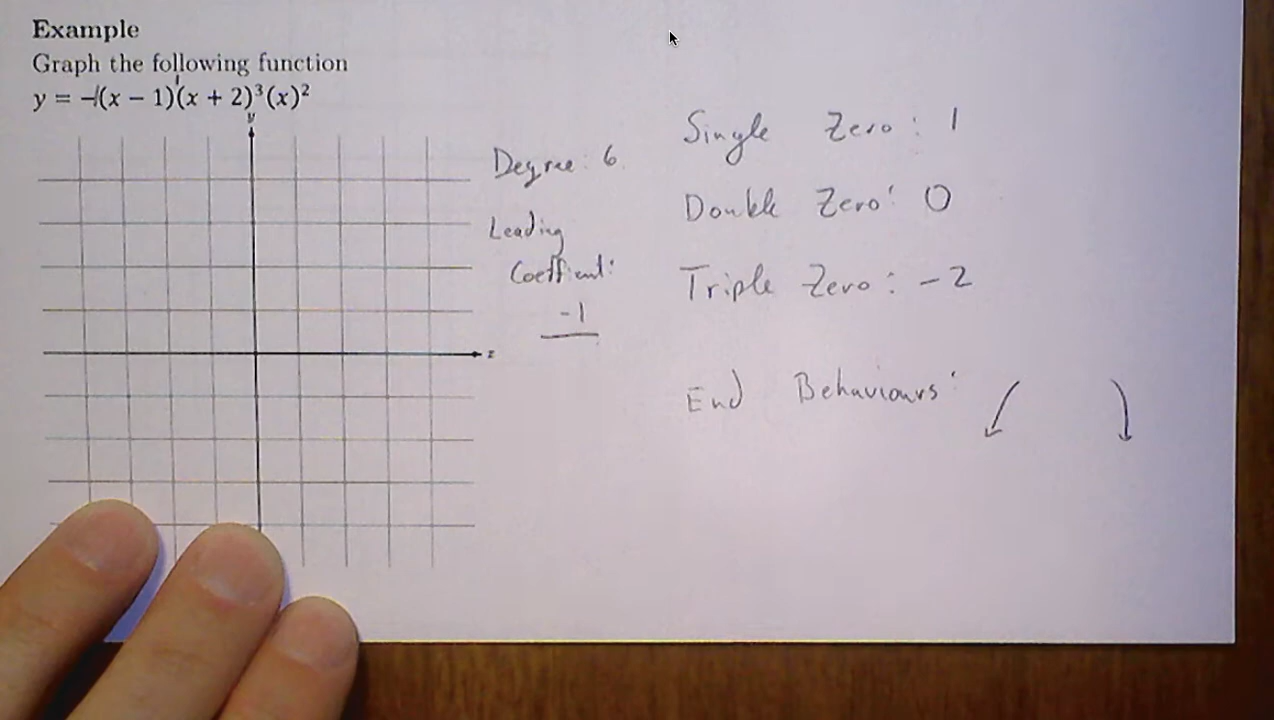 Example
Graph the following function
y = -(x − 1)¹(x + 2)³(x)²
y
x
Degree: 6
Leading
Coefficient:
-1
Single Zero: 1
Double Zero: 0
Triple Zero: -2
End Behaviours: